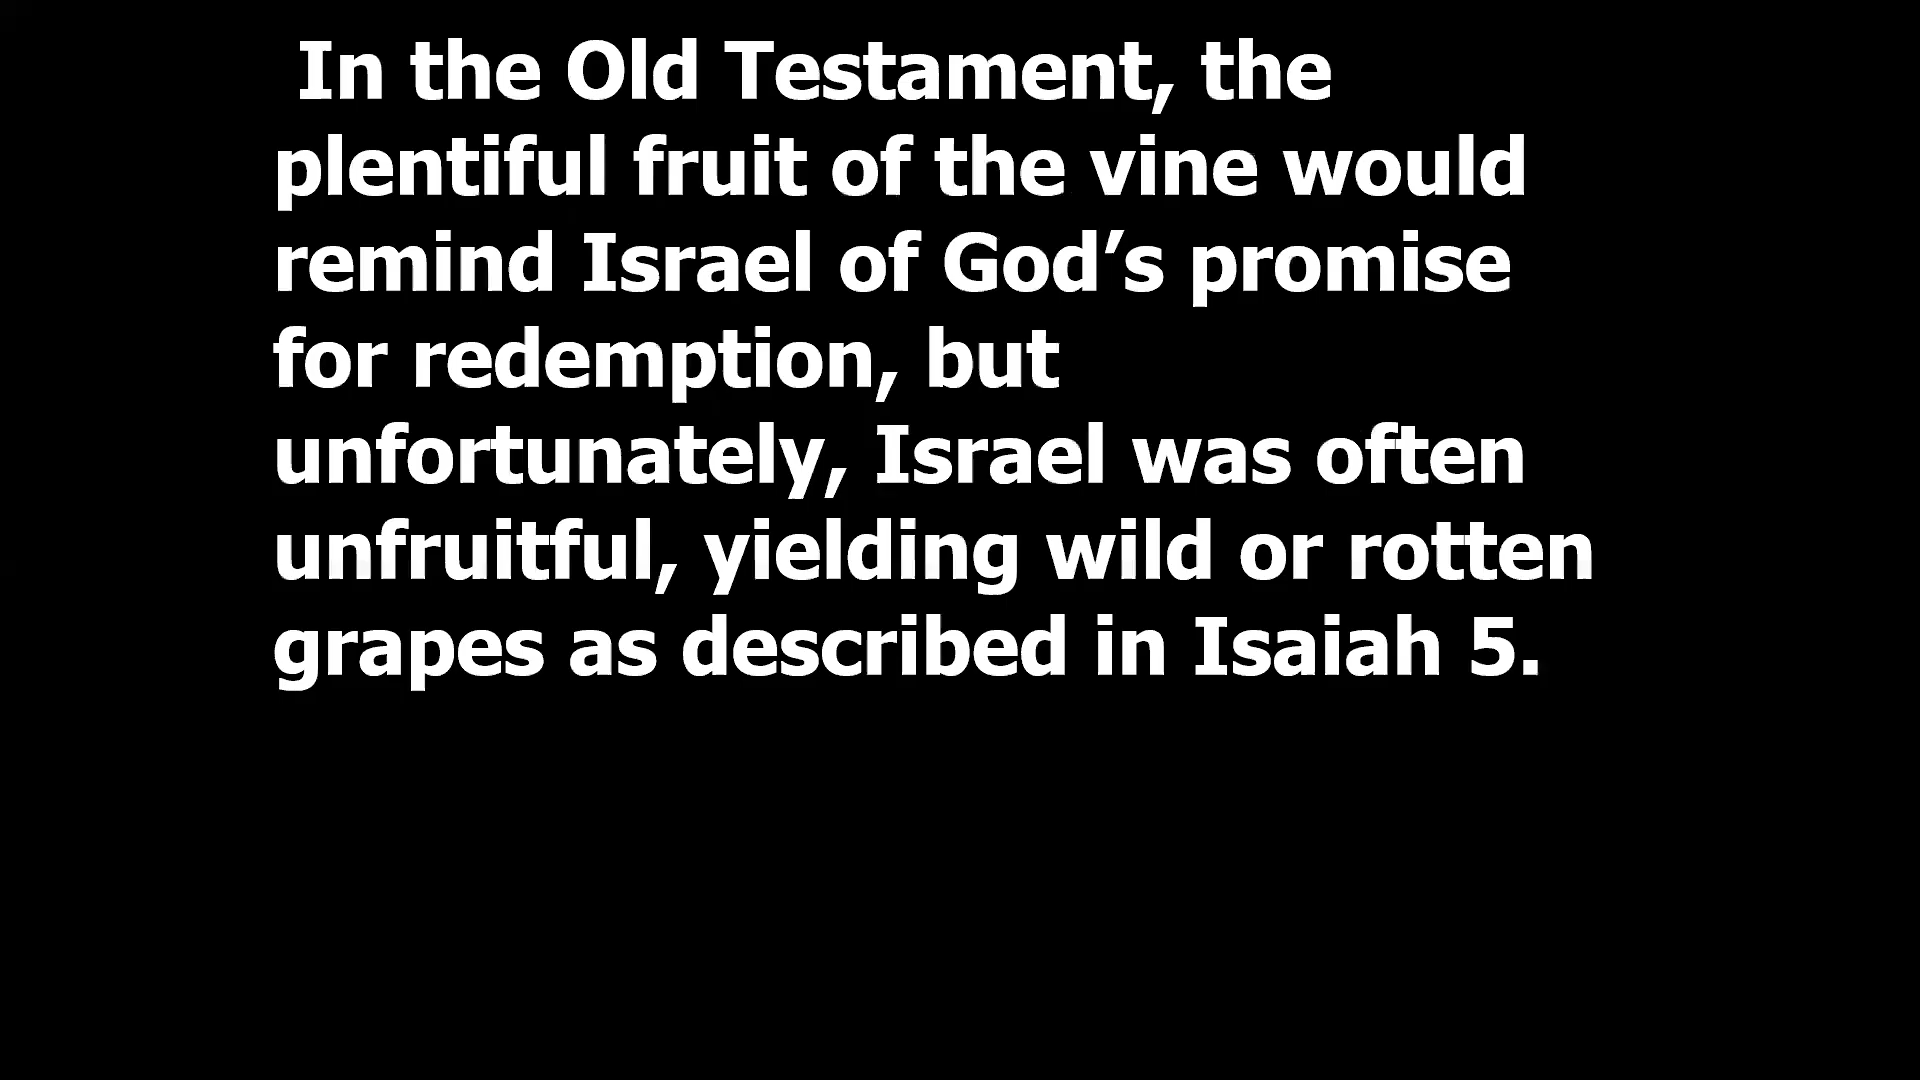 In the Old Testament, the
plentiful fruit of the vine would
remind Israel of God’s promise
for redemption, but
unfortunately, Israel was often
unfruitful, yielding wild or rotten
grapes as described in Isaiah 5.